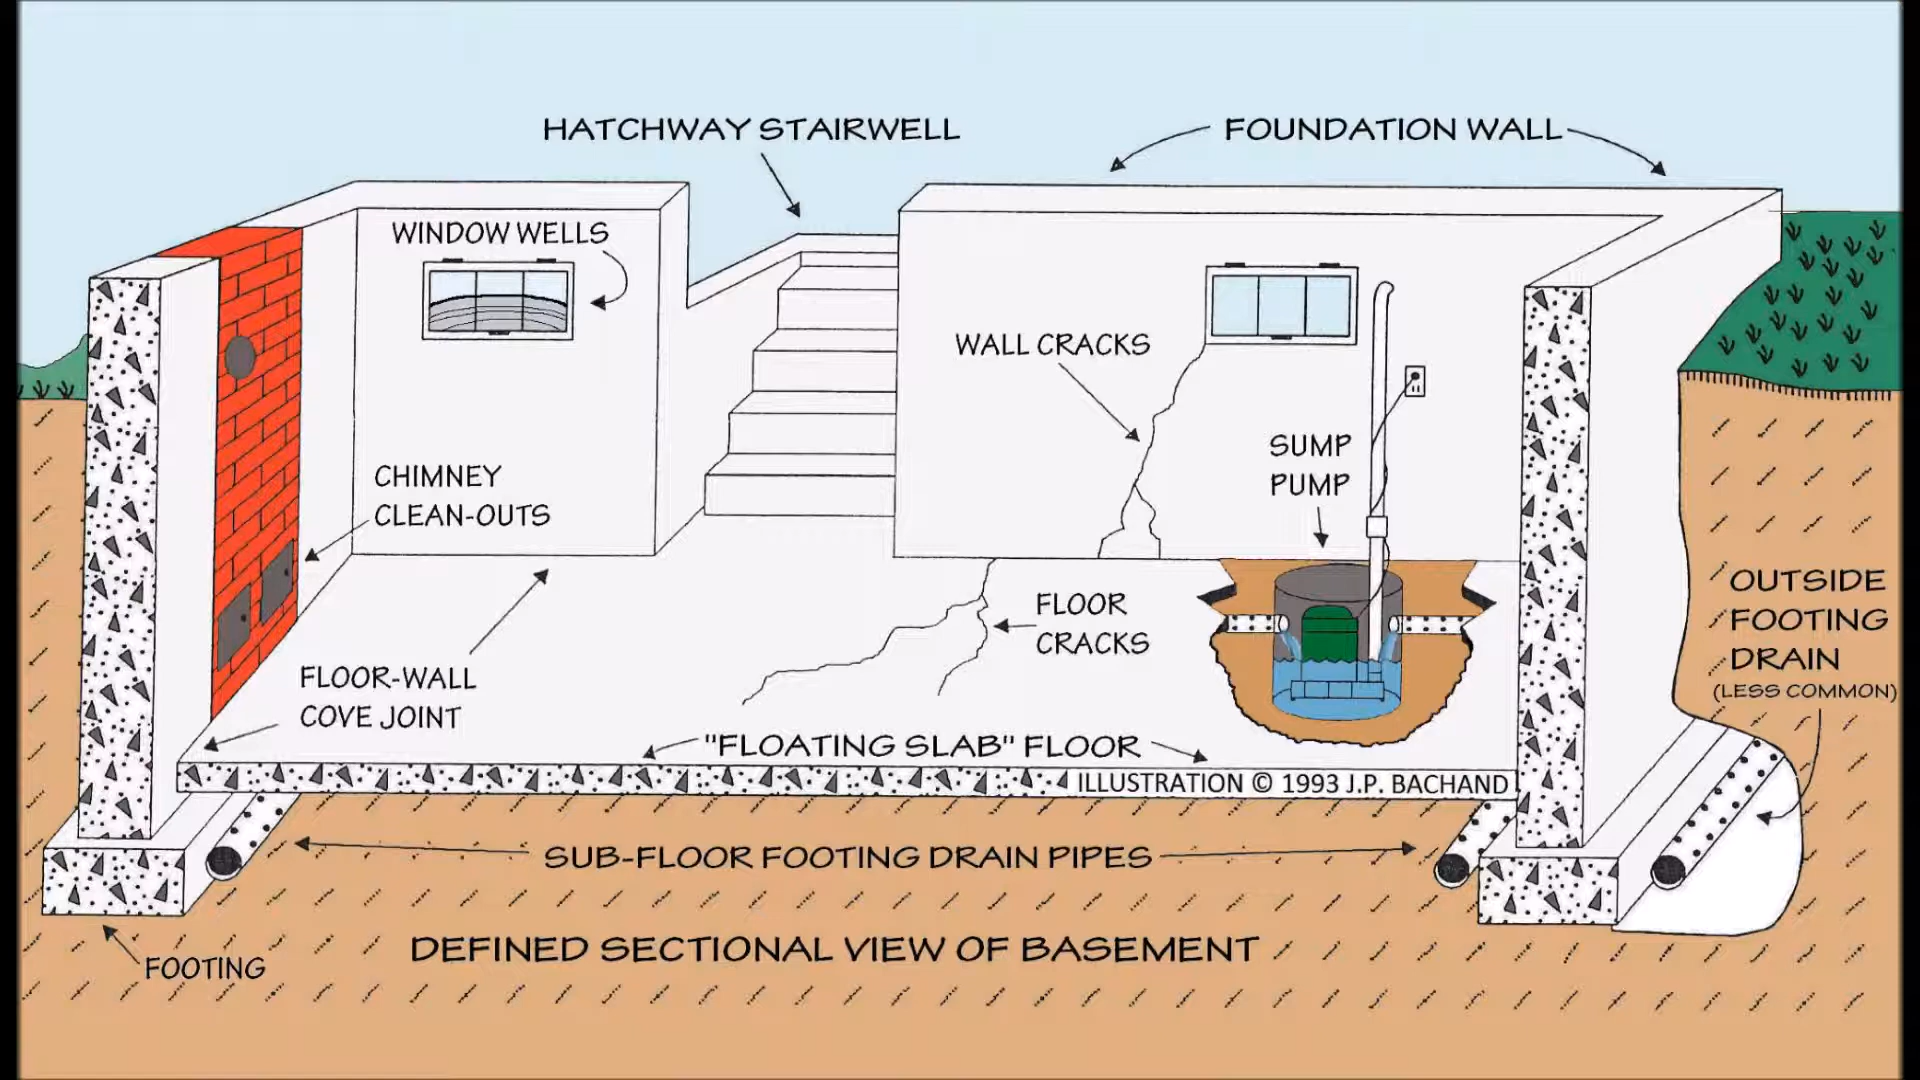 HATCHWAY STAIRWELL
FOUNDATION WALL
WINDOW WELLS
WALL CRACKS
SUMP
PUMP
CHIMNEY
CLEAN-OUTS
OUTSIDE
FOOTING
DRAIN
(LESS COMMON)
FLOOR
CRACKS
FLOOR-WALL
COVE JOINT
"FLOATING SLAB" FLOOR
ILLUSTRATION © 1993 J.P. BACHAND
SUB-FLOOR FOOTING DRAIN PIPES
DEFINED SECTIONAL VIEW OF BASEMENT
FOOTING